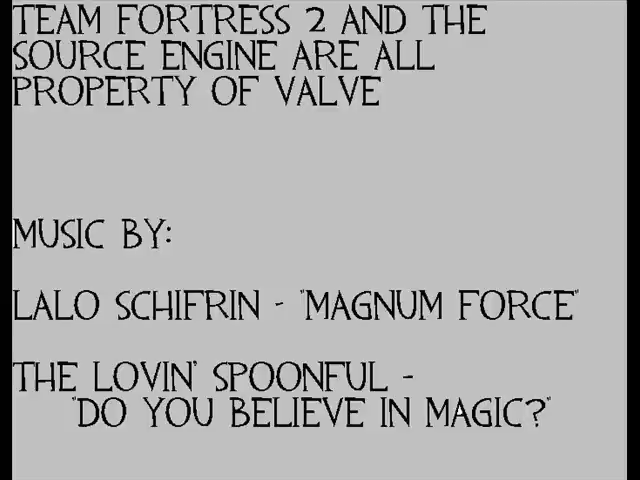 TEAM FORTRESS 2 AND THE
SOURCE ENGINE ARE ALL
PROPERTY OF VALVE
MUSIC BY:
LALO SCHIFRIN - "MAGNUM FORCE"
THE LOVIN' SPOONFUL -
"DO YOU BELIEVE IN MAGIC?"